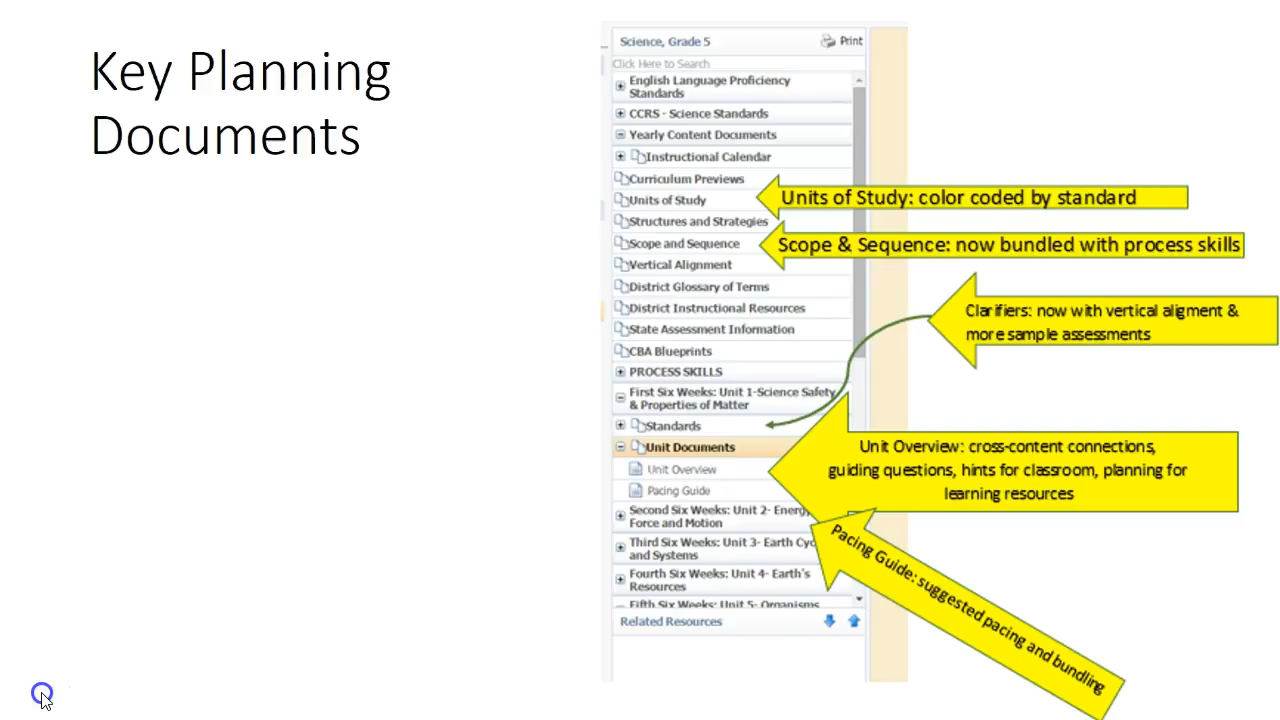 Key Planning
Documents
Science, Grade 5
Print
Click Here to Search
English Language Proficiency
Standards
CCRS - Science Standards
Yearly Content Documents
Instructional Calendar
Curriculum Previews
Units of Study
Structures and Strategies
Scope and Sequence
Vertical Alignment
District Glossary of Terms
District Instructional Resources
State Assessment Information
CBA Blueprints
PROCESS SKILLS
First Six Weeks: Unit 1-Science Safety
& Properties of Matter
Standards
Unit Documents
Unit Overview
Pacing Guide
Second Six Weeks: Unit 2- Energy
Force and Motion
Third Six Weeks: Unit 3- Earth Cyc
and Systems
Fourth Six Weeks: Unit 4- Earth's
Resources
Fifth Six Weeks: Unit 5- Organisms
Related Resources
Units of Study: color coded by standard
Scope & Sequence: now bundled with process skills
Clarifiers: now with vertical aligment &
more sample assessments
Unit Overview: cross-content connections,
guiding questions, hints for classroom, planning for
learning resources
Pacing Guide: suggested pacing and bundling